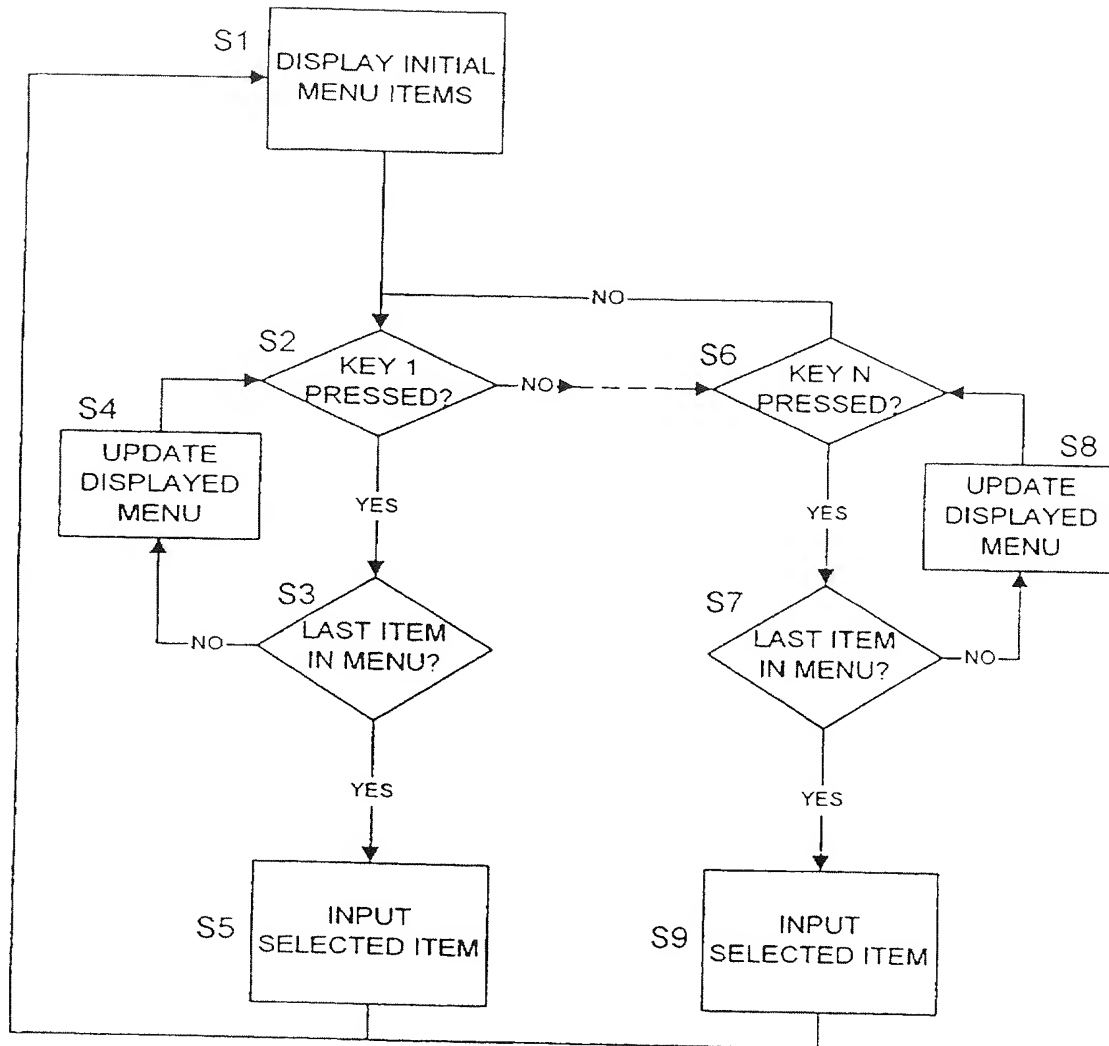 S1
DISPLAY INITIAL
MENU ITEMS
NO
S2
KEY 1
PRESSED?
NO
S6
KEY N
PRESSED?
S4
UPDATE
DISPLAYED
MENU
YES
YES
S8
UPDATE
DISPLAYED
MENU
S3
LAST ITEM
IN MENU?
NO
S7
LAST ITEM
IN MENU?
NO
YES
YES
S5
INPUT
SELECTED ITEM
S9
INPUT
SELECTED ITEM